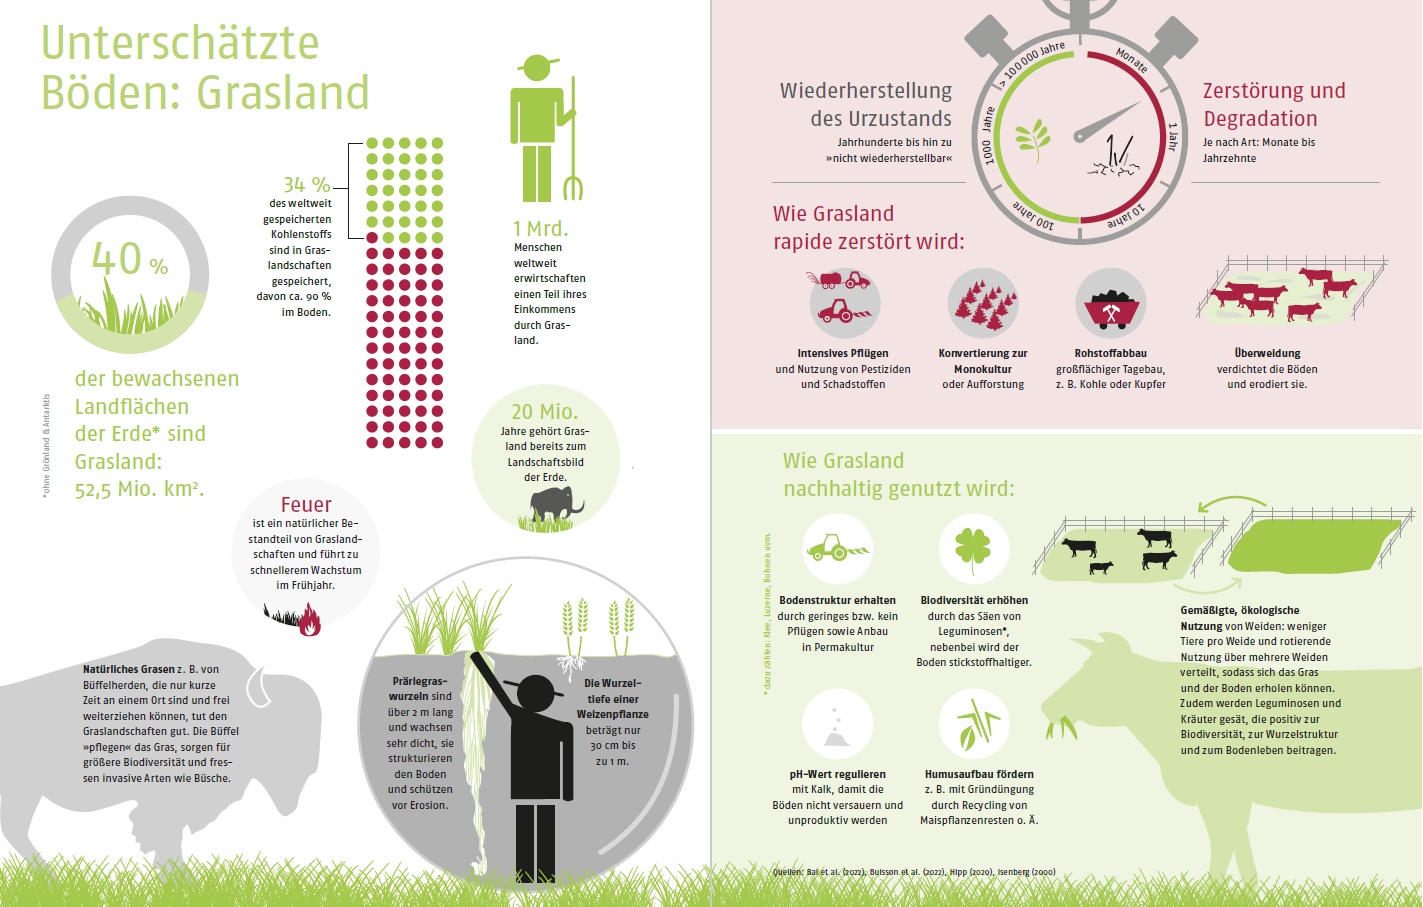 Unterschätzte
Böden: Grasland
40 %
der bewachsenen
Landflächen
der Erde* sind
Grasland:
52,5 Mio. km².
*ohne Grönland & Antarktis
34 %
des weltweit
gespeicherten
Kohlenstoffs
sind in Gras-
landschaften
gespeichert,
davon ca. 90 %
im Boden.
1 Mrd.
Menschen
weltweit
erwirtschaften
einen Teil ihres
Einkommens
durch Gras-
land.
20 Mio.
Jahre gehört Gras-
land bereits zum
Landschaftsbild
der Erde.
Feuer
ist ein natürlicher Be-
standteil von Grasland-
schaften und führt zu
schnellerem Wachstum
im Frühjahr.
Natürliches Grasen z. B. von
Büffelherden, die nur kurze
Zeit an einem Ort sind und frei
weiterziehen können, tut den
Graslandschaften gut. Die Büffel
»pflegen« das Gras, sorgen für
größere Biodiversität und fres-
sen invasive Arten wie Büsche.
Prärlegras-
wurzeln sind
über 2 m lang
und wachsen
sehr dicht, sie
strukturieren
den Boden
und schützen
vor Erosion.
Die Wurzel-
tiefe einer
Weizenpflanze
beträgt nur
30 cm bis
zu 1 m.
Wiederherstellung
des Urzustands
Jahrhunderte bis hin zu
»nicht wiederherstellbar«
> 100 000 Jahre
Monate
1000 Jahre
1 Jahr
100 Jahre
10 Jahre
Zerstörung und
Degradation
Je nach Art: Monate bis
Jahrzehnte
Wie Grasland
rapide zerstört wird:
Intensives Pflügen
und Nutzung von Pestiziden
und Schadstoffen
Konvertierung zur
Monokultur
oder Aufforstung
Rohstoffabbau
großflächiger Tagebau,
z. B. Kohle oder Kupfer
Überweidung
verdichtet die Böden
und erodiert sie.
Wie Grasland
nachhaltig genutzt wird:
Bodenstruktur erhalten
durch geringes bzw. kein
Pflügen sowie Anbau
in Permakultur
Biodiversität erhöhen
durch das Säen von
Leguminosen*,
nebenbei wird der
Boden stickstoffhaltiger.
* dazu zählen: Klee, Luzerne, Bohnen uvm.
pH-Wert regulieren
mit Kalk, damit die
Böden nicht versauern und
unproduktiv werden
Humusaufbau fördern
z. B. mit Gründüngung
durch Recycling von
Maispflanzenresten o. Ä.
Gemäßigte, ökologische
Nutzung von Weiden: weniger
Tiere pro Weide und rotierende
Nutzung über mehrere Weiden
verteilt, sodass sich das Gras
und der Boden erholen können.
Zudem werden Leguminosen und
Kräuter gesät, die positiv zur
Biodiversität, zur Wurzelstruktur
und zum Bodenleben beitragen.
Quellen: Bai et al. (2022), Buisson et al. (2022), Hipp (2020), Isenberg (2000)